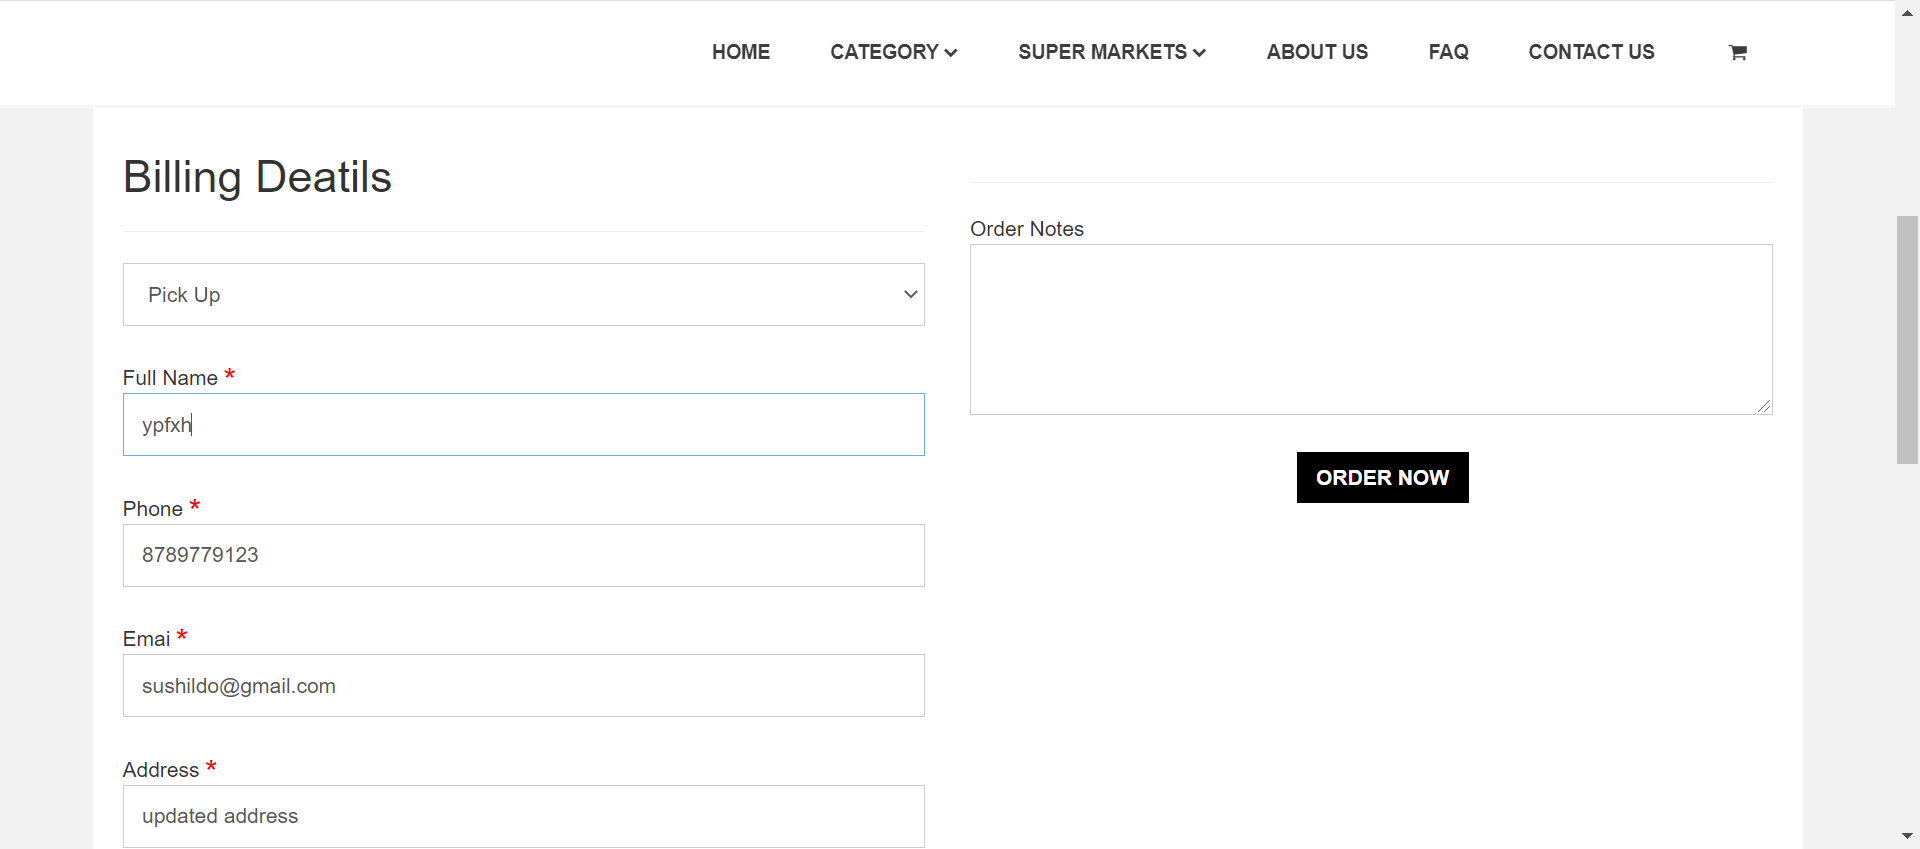 HOME CATEGORY SUPER MARKETS ABOUT US FAQ CONTACT US
Billing Deatils
Pick Up
Full Name *
ypfxh
Phone *
8789779123
Emai *
sushildo@gmail.com
Address *
updated address
Order Notes
ORDER NOW